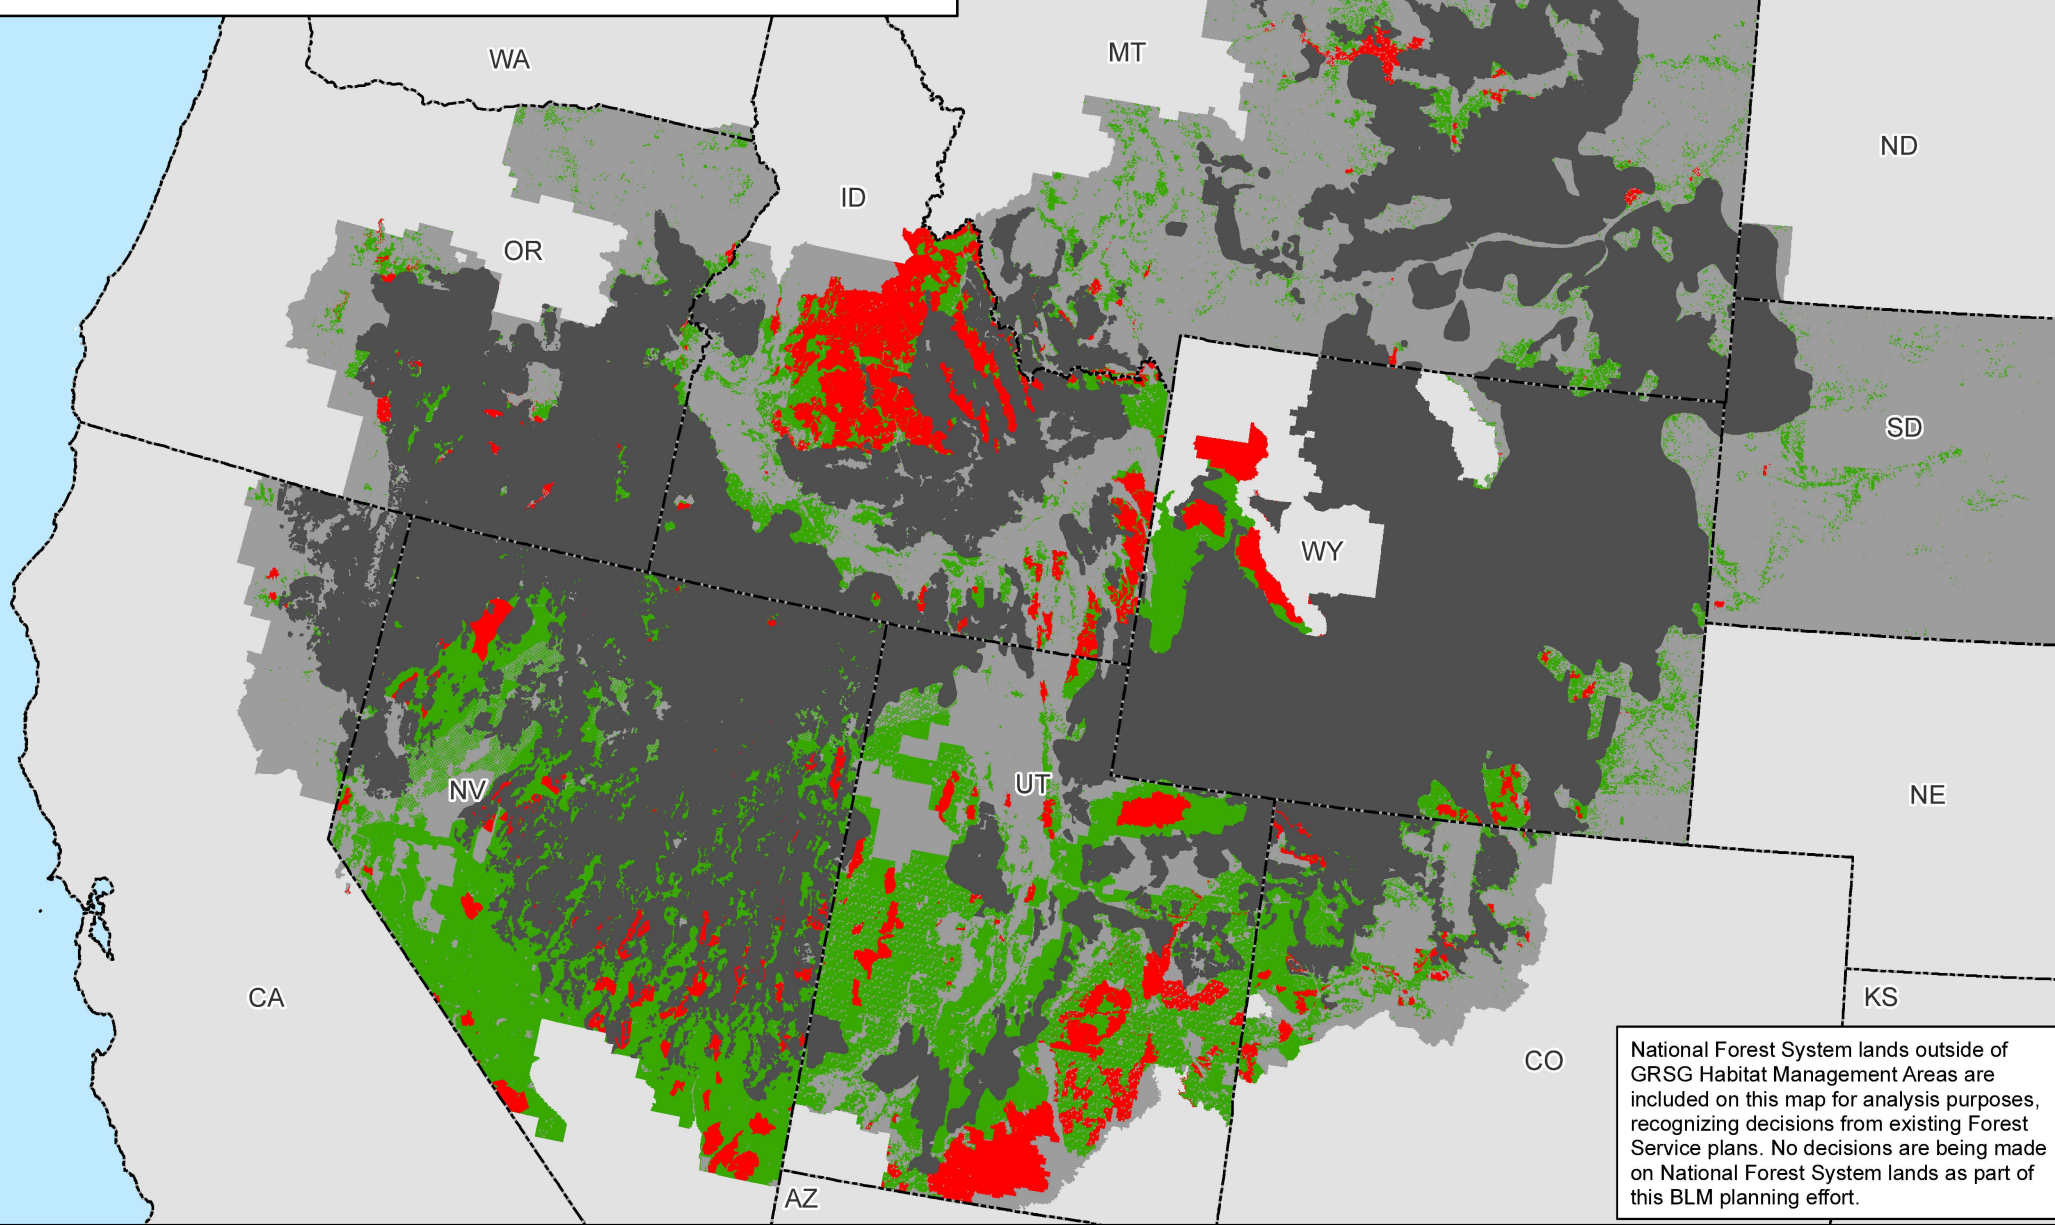 WA
MT
ND
ID
OR
SD
WY
NV
UT
NE
CA
KS
CO
AZ
National Forest System lands outside of
GRSG Habitat Management Areas are
included on this map for analysis purposes,
recognizing decisions from existing Forest
Service plans. No decisions are being made
on National Forest System lands as part of
this BLM planning effort.